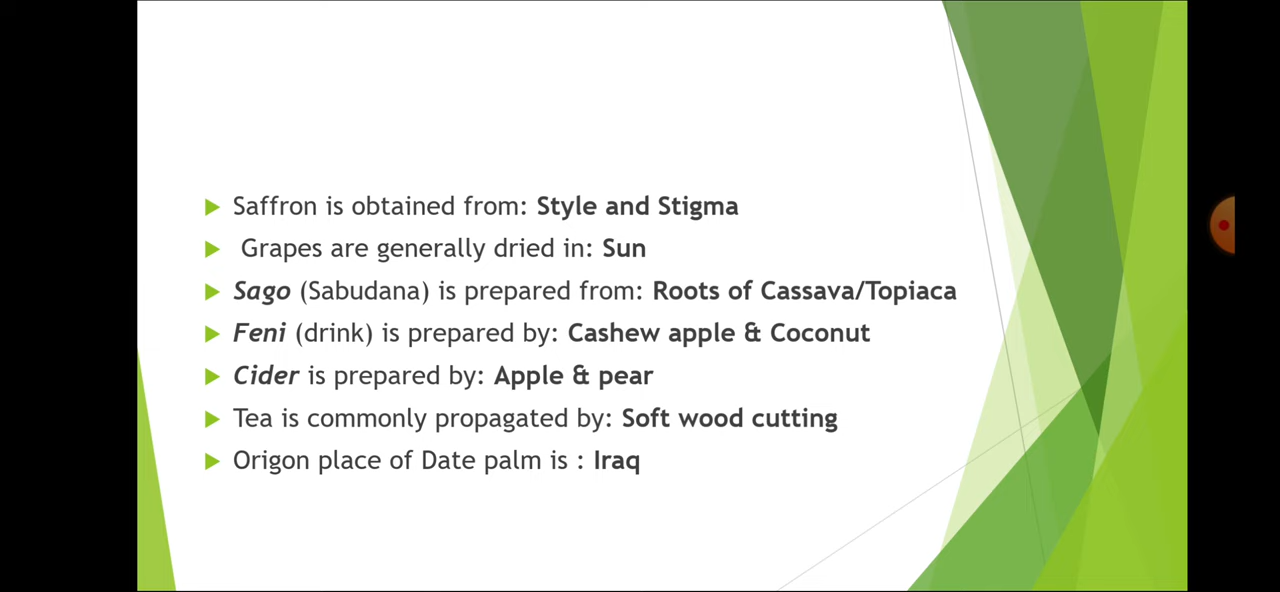 Saffron is obtained from: Style and Stigma
Grapes are generally dried in: Sun
Sago (Sabudana) is prepared from: Roots of Cassava/Topiaca
Feni (drink) is prepared by: Cashew apple & Coconut
Cider is prepared by: Apple & pear
Tea is commonly propagated by: Soft wood cutting
Origon place of Date palm is : Iraq